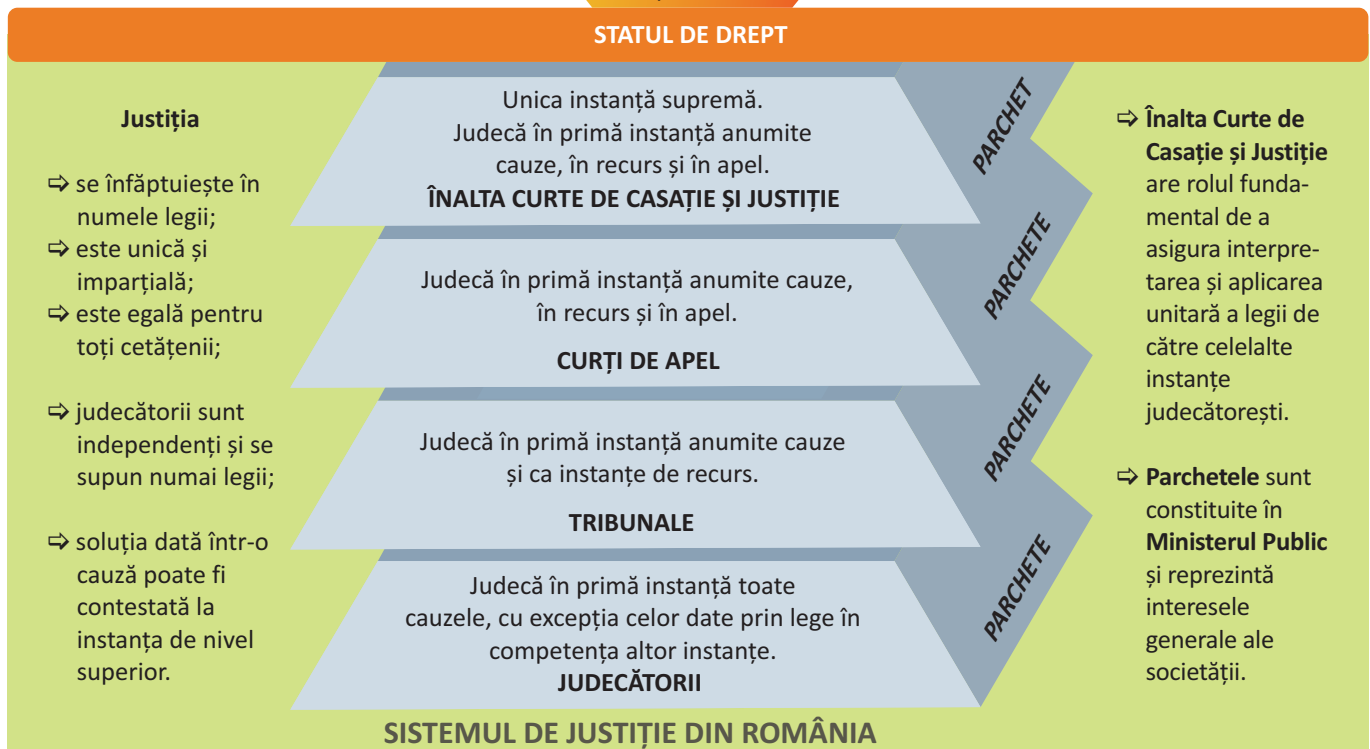 STATUL DE DREPT
Justiția
⇨ se înfăptuiește în
numele legii;
⇨ este unică și
imparțială;
⇨ este egală pentru
toți cetățenii;
⇨ judecătorii sunt
independenți și se
supun numai legii;
⇨ soluția dată într-o
cauză poate fi
contestată la
instanța de nivel
superior.
Unica instanță supremă.
Judecă în primă instanță anumite
cauze, în recurs și în apel.
ÎNALTA CURTE DE CASAȚIE ȘI JUSTIȚIE
PARCHET
Judecă în primă instanță anumite cauze,
în recurs și în apel.
CURȚI DE APEL
PARCHETE
Judecă în primă instanță anumite cauze
și ca instanțe de recurs.
TRIBUNALE
PARCHETE
Judecă în primă instanță toate
cauzele, cu excepția celor date prin lege în
competența altor instanțe.
JUDECĂTORII
PARCHETE
⇨ Înalta Curte de
Casație și Justiție
are rolul funda-
mental de a
asigura interpre-
tarea și aplicarea
unitară a legii de
către celelalte
instanțe
judecătorești.
⇨ Parchetele sunt
constituite în
Ministerul Public
și reprezintă
interesele
generale ale
societății.
SISTEMUL DE JUSTIȚIE DIN ROMÂNIA